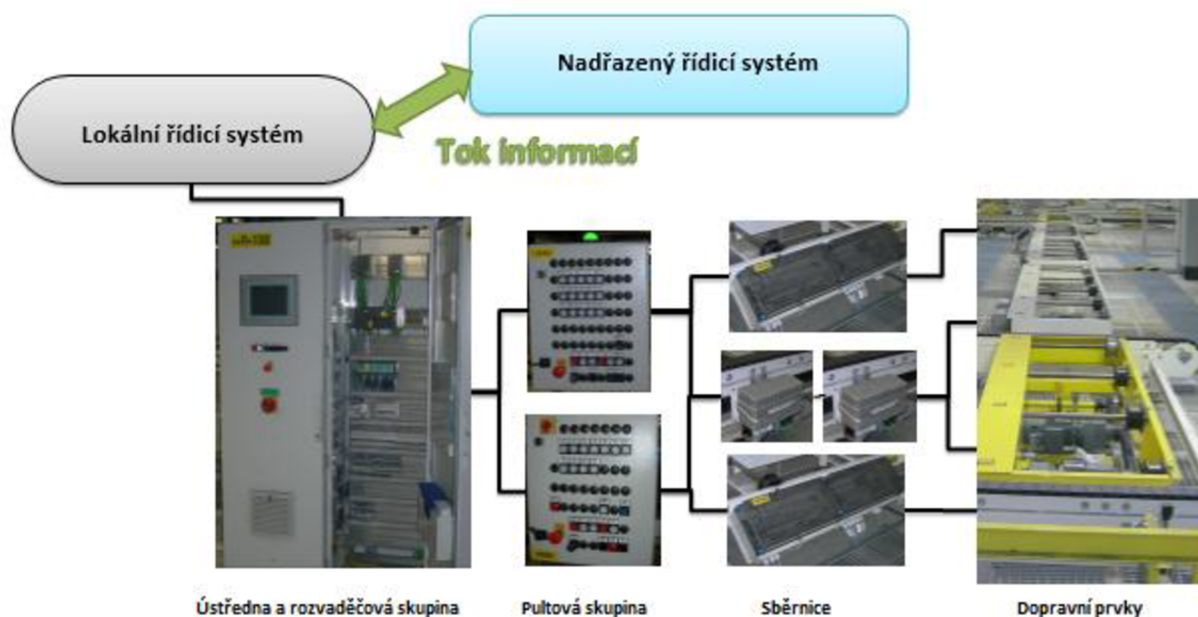 Nadřazený řídicí systém
Lokální řídicí systém
Tok informací
Ústředna a rozvaděčová skupina
Pultová skupina
Sběrnice
Dopravní prvky